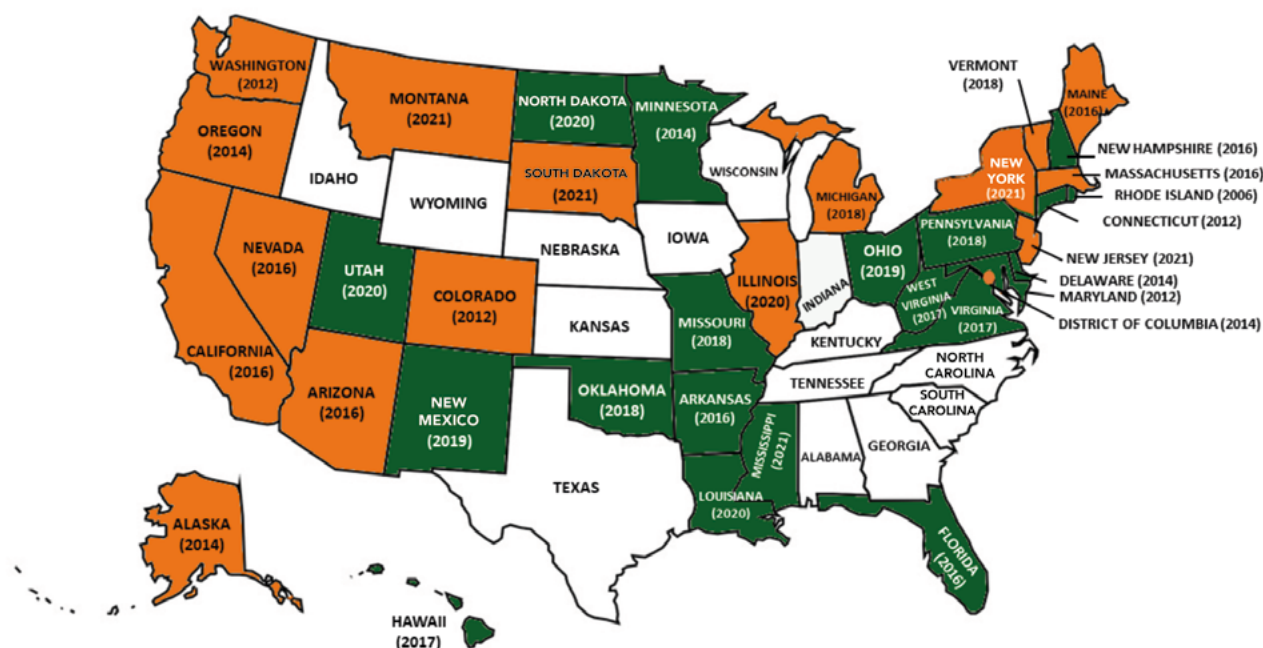 WASHINGTON
(2012)
OREGON
(2014)
CALIFORNIA
(2016)
NEVADA
(2016)
IDAHO
MONTANA
(2021)
WYOMING
UTAH
(2020)
COLORADO
(2012)
ARIZONA
(2016)
NEW
MEXICO
(2019)
NORTH DAKOTA
(2020)
SOUTH DAKOTA
(2021)
NEBRASKA
KANSAS
OKLAHOMA
(2018)
TEXAS
MINNESOTA
(2014)
IOWA
MISSOURI
(2018)
ARKANSAS
(2016)
LOUISIANA
(2020)
WISCONSIN
ILLINOIS
(2020)
MICHIGAN
(2018)
INDIANA
OHIO
(2019)
KENTUCKY
TENNESSEE
MISSISSIPPI
(2021)
ALABAMA
GEORGIA
FLORIDA
(2016)
SOUTH
CAROLINA
NORTH
CAROLINA
WEST
VIRGINIA
(2017)
VIRGINIA
(2017)
PENNSYLVANIA
(2018)
NEW
YORK
(2021)
VERMONT
(2018)
MAINE
(2016)
NEW HAMPSHIRE (2016)
MASSACHUSETTS (2016)
RHODE ISLAND (2006)
CONNECTICUT (2012)
NEW JERSEY (2021)
DELAWARE (2014)
MARYLAND (2012)
DISTRICT OF COLUMBIA (2014)
ALASKA
(2014)
HAWAII
(2017)